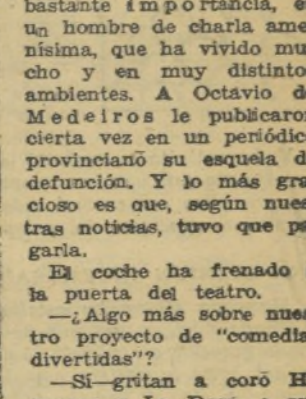 bastante importancia, e
un hombre de charla ame
nísima, que ha vivido mu
cho y en muy distinto
ambientes. A Octavio d
Medeiros le publicaro
cierta vez en un periódic
provinciano su esquela d
defunción. Y lo más gra
cioso es que, según nues
tras noticias, tuvo que pa
garla.
El coche ha frenado
la puerta del teatro.
—¿Algo más sobre nues
tro proyecto de "comedia
divertidas"?
—Sí—gritan a coro H